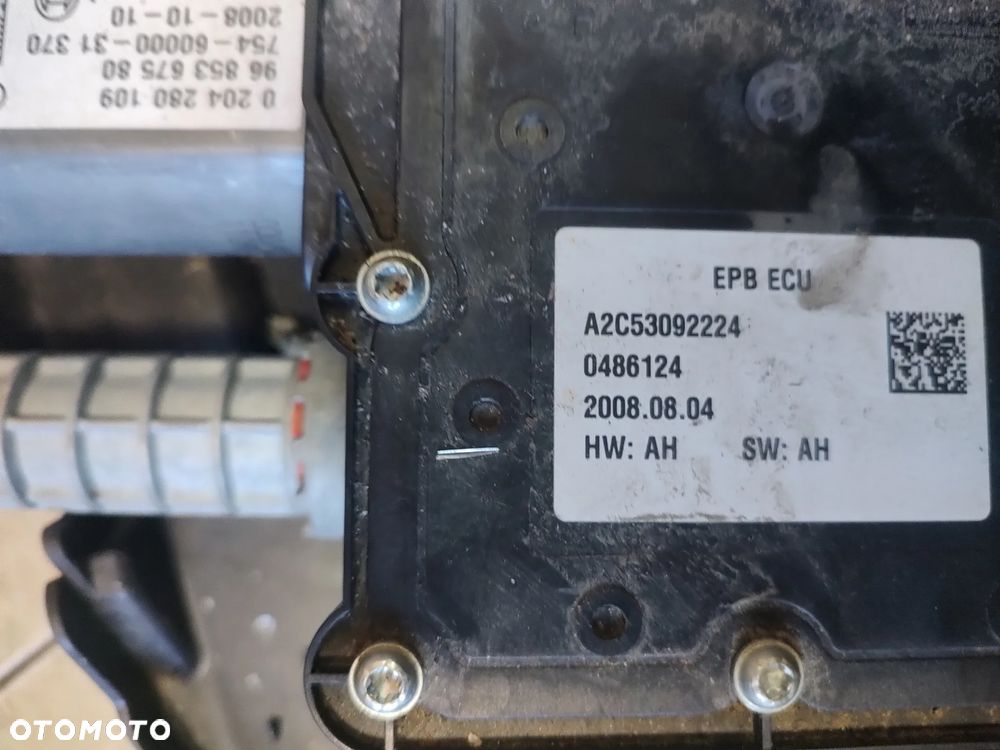 0 204 280 109
96 853 675 80
754-60000-31 370
2008-10-10
EPB ECU
A2C53092224
0486124
2008.08.04
HW: AH SW: AH
OTOMOTO